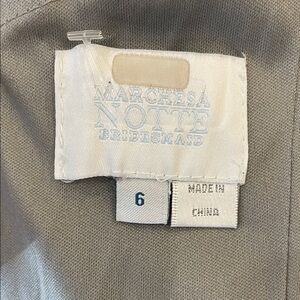 MARCHESA
NOTTE
BRIDESMAID
6
MADE IN
CHINA